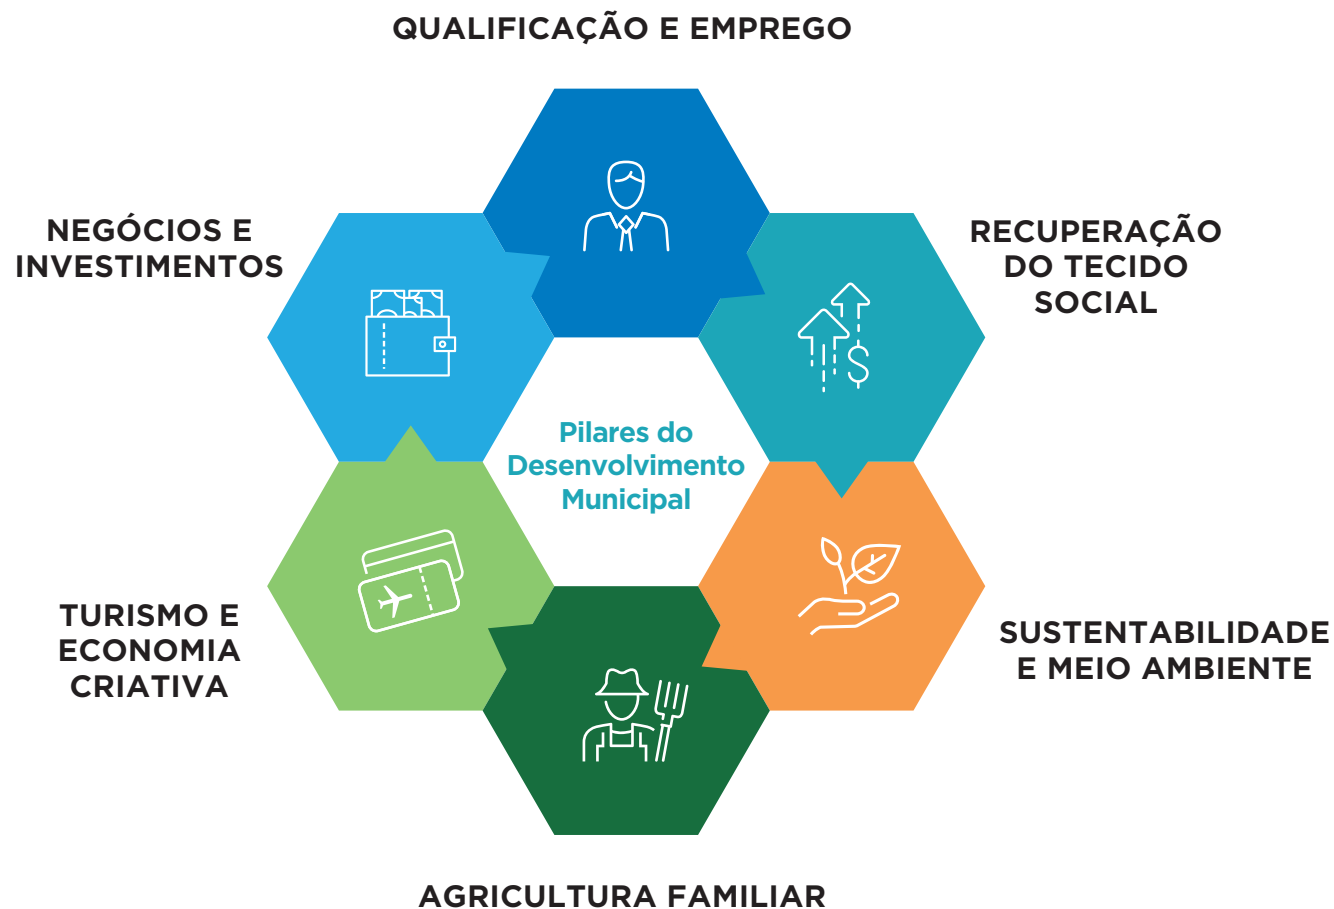 QUALIFICAÇÃO E EMPREGO
NEGÓCIOS E
INVESTIMENTOS
RECUPERAÇÃO
DO TECIDO
SOCIAL
Pilares do
Desenvolvimento
Municipal
$
TURISMO E
ECONOMIA
CRIATIVA
SUSTENTABILIDADE
E MEIO AMBIENTE
AGRICULTURA FAMILIAR